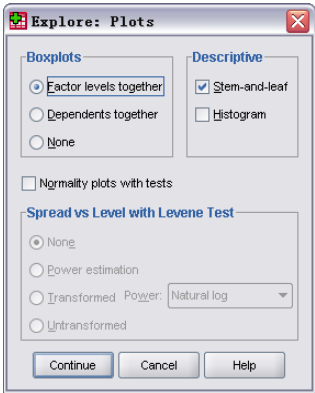 Explore: Plots
Boxplots
Factor levels together
Dependents together
None
Descriptive
Stem-and-leaf
Histogram
Normality plots with tests
Spread vs Level with Levene Test
None
Power estimation
Transformed Power: Natural log
Untransformed
Continue Cancel Help